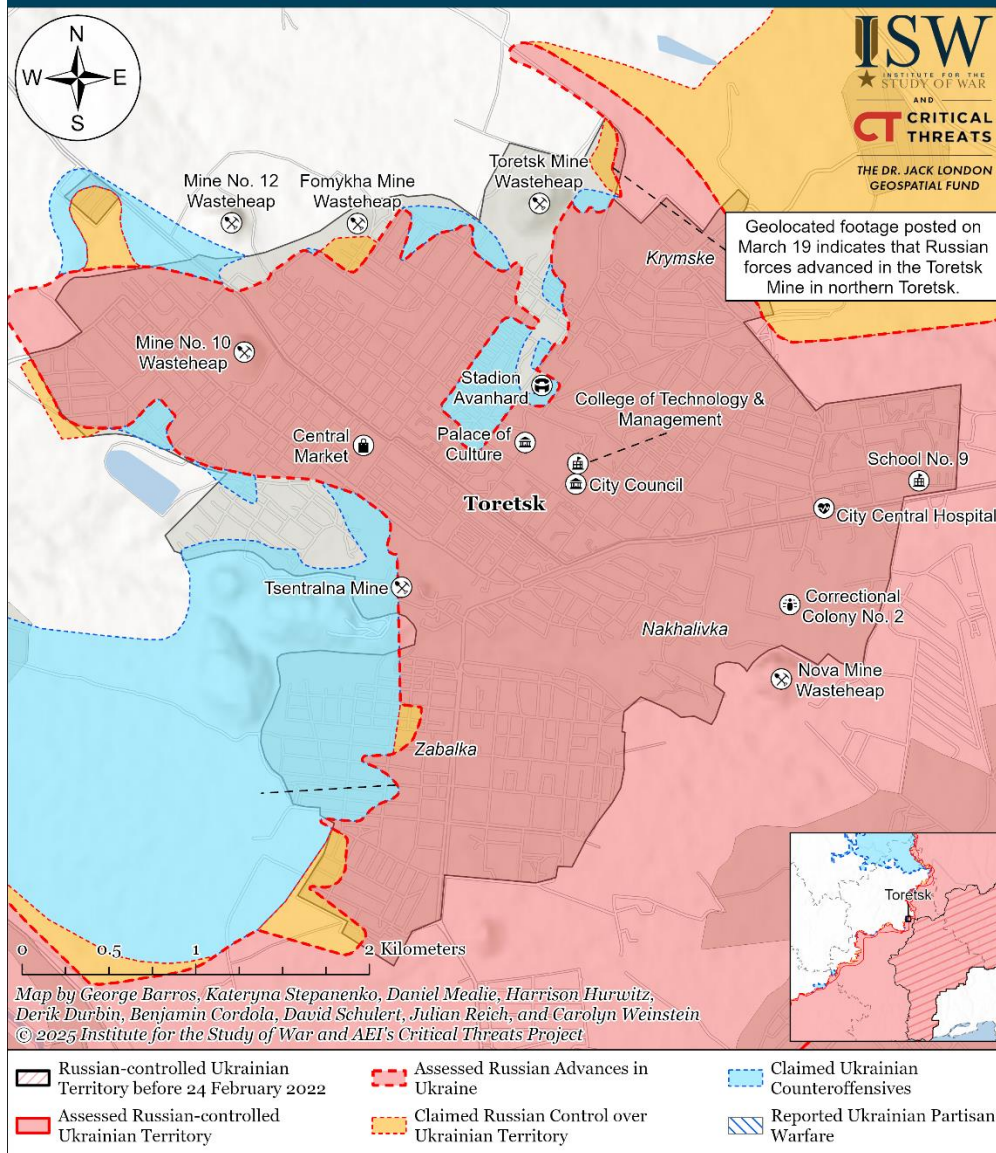 N
W
E
S
ISW
INSTITUTE FOR THE
STUDY OF WAR
AND
CT CRITICAL
THREATS
THE DR. JACK LONDON
GEOSPATIAL FUND
Geolocated footage posted on
March 19 indicates that Russian
forces advanced in the Toretsk
Mine in northern Toretsk.
Mine No. 12
Wasteheap
Fomykha Mine
Wasteheap
Toretsk Mine
Wasteheap
Krymske
Mine No. 10
Wasteheap
Stadion
Avanhard
College of Technology &
Management
Central
Market
Palace of
Culture
School No. 9
City Council
Toretsk
City Central Hospital
Tsentralna Mine
Correctional
Colony No. 2
Nakhalivka
Nova Mine
Wasteheap
Zabalka
Toretsk
0 0.5 1 2 Kilometers
Map by George Barros, Kateryna Stepanenko, Daniel Mealie, Harrison Hurwitz,
Derik Durbin, Benjamin Cordola, David Schulert, Julian Reich, and Carolyn Weinstein
© 2025 Institute for the Study of War and AEI's Critical Threats Project
Russian-controlled Ukrainian
Territory before 24 February 2022
Assessed Russian Advances in
Ukraine
Claimed Ukrainian
Counteroffensives
Assessed Russian-controlled
Ukrainian Territory
Claimed Russian Control over
Ukrainian Territory
Reported Ukrainian Partisan
Warfare